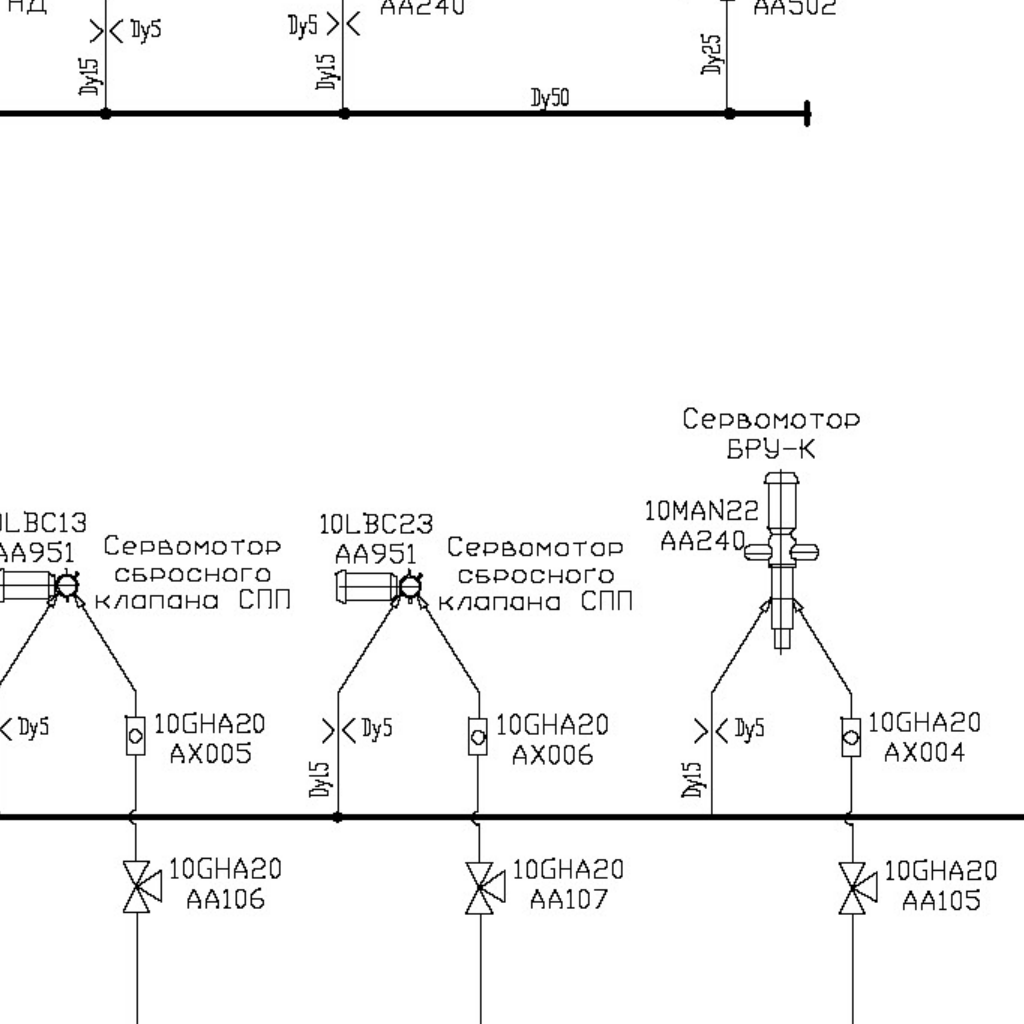 НД
AA240
AA502
Dy5
Dy5
Dy15
Dy15
Dy25
Dy50
Сервомотор
БРУ-К
10MAN22
AA240
10LBC13
AA951
Сервомотор
сбросного
клапана СПП
10LBC23
AA951
Сервомотор
сбросного
клапана СПП
Dy5
10GHA20
AX005
Dy5
10GHA20
AX006
Dy5
10GHA20
AX004
Dy15
Dy15
10GHA20
AA106
10GHA20
AA107
10GHA20
AA105